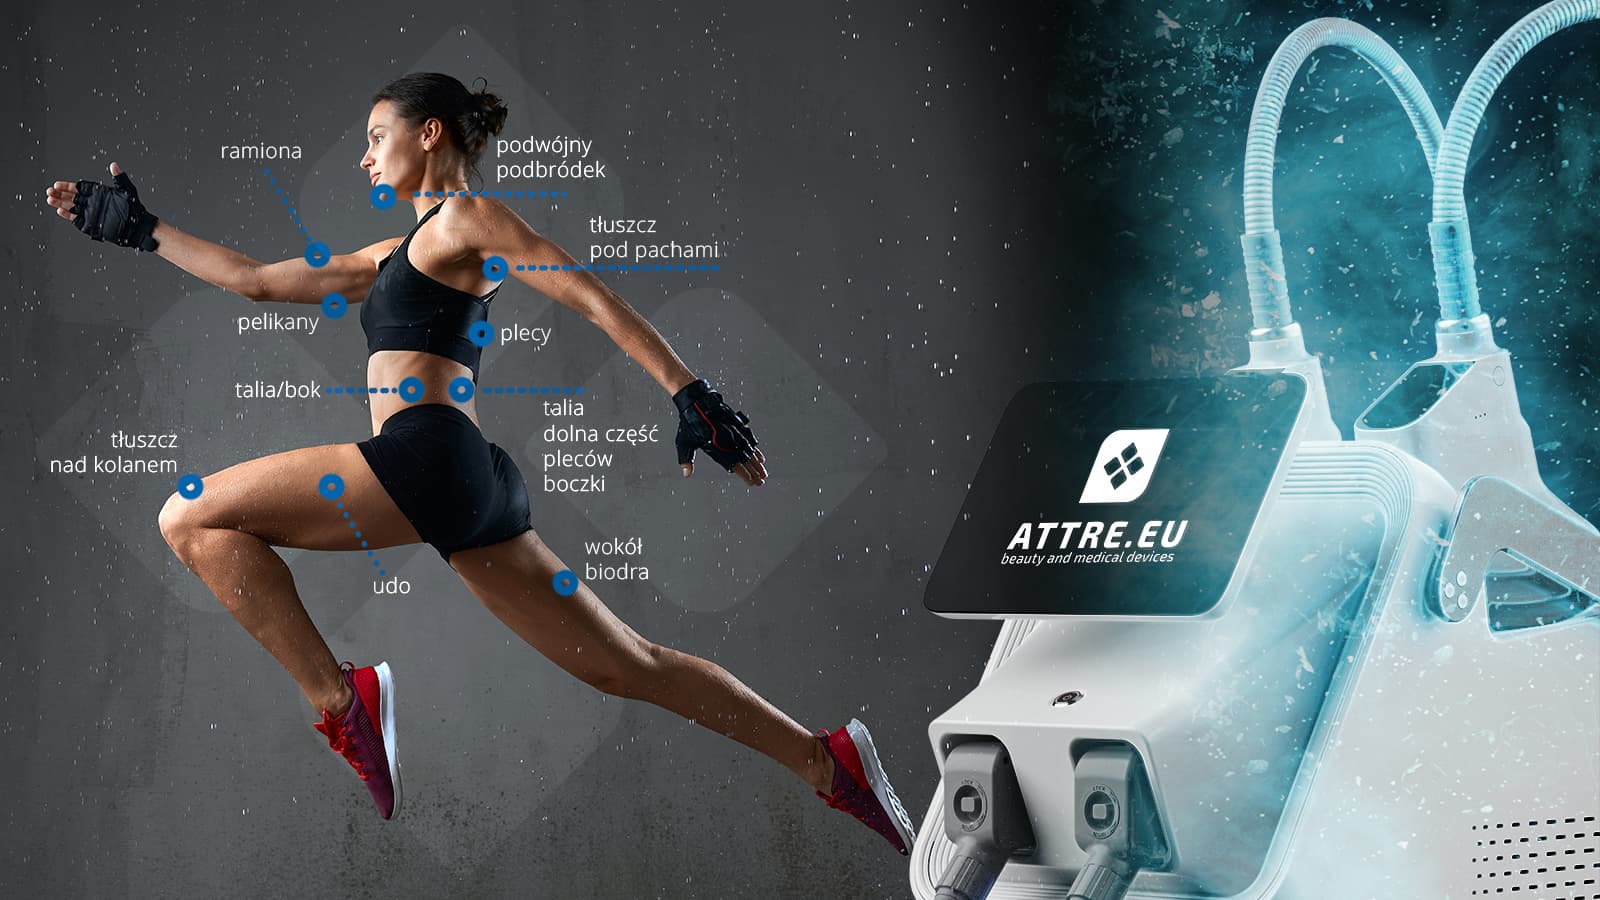 ramiona
podwójny
podbródek
tłuszcz
pod pachami
pelikany
plecy
talia/bok
talia
dolna część
pleców
boczki
tłuszcz
nad kolanem
wokół
biodra
udo
ATTRE.EU
beauty and medical devices